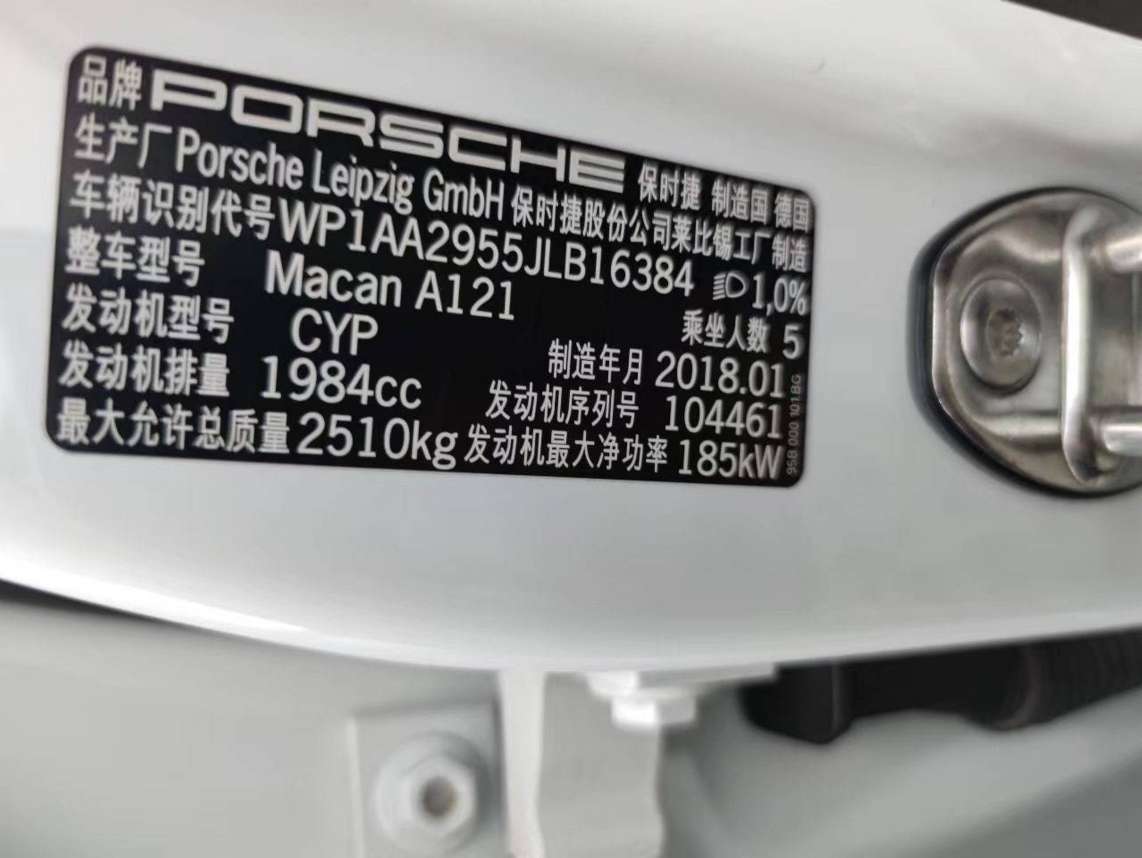 品牌 PORSCHE 保时捷 制造国 德国
生产厂 Porsche Leipzig GmbH 保时捷股份公司莱比锡工厂制造
车辆识别代号 WP1AA2955JLB16384 1,0%
整车型号 Macan A121 乘坐人数 5
发动机型号 CYP 制造年月 2018.01
发动机排量 1984cc 发动机序列号 104461
最大允许总质量 2510kg 发动机最大净功率 185kW
95B 000 101.BG